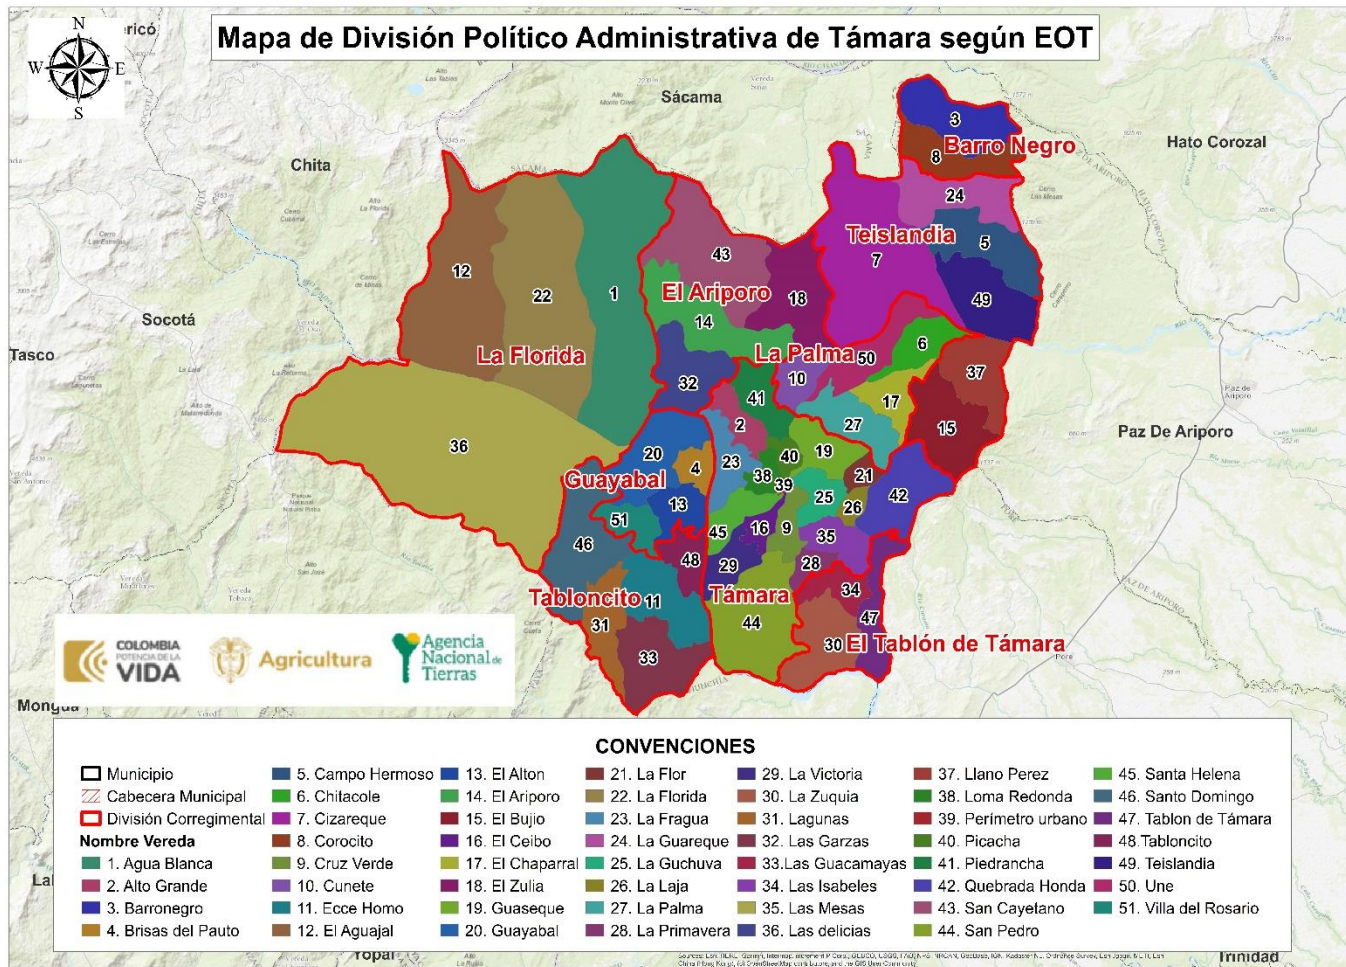 Mapa de División Político Administrativa de Támara según EOT
N
W
E
S
Sácama
Chita
Hato Corozal
Socotá
Tasco
Paz De Ariporo
Paz de
Ariporo
Pore
Yopal
Trinidad
3
Barro Negro
8
24
Teislandia
5
7
43
12
22
1
El Ariporo
18
49
14
6
La Florida
La Palma
50
37
32
10
41
17
36
2
27
15
20
23
40
19
4
Guayabal
38
21
39
25
42
13
26
51
45
16
9
35
46
48
29
28
Tabloncito
11
Támara
34
31
44
47
33
30
El Tablón de Támara
COLOMBIA
POTENCIA DE LA
VIDA
Agricultura
Agencia
Nacional de
Tierras
CONVENCIONES
Municipio
Cabecera Municipal
División Corregimental
Nombre Vereda
1. Agua Blanca
2. Alto Grande
3. Barronegro
4. Brisas del Pauto
5. Campo Hermoso
6. Chitacole
7. Cizareque
8. Corocito
9. Cruz Verde
10. Cunete
11. Ecce Homo
12. El Aguajal
13. El Alton
14. El Ariporo
15. El Bujio
16. El Ceibo
17. El Chaparral
18. El Zulia
19. Guaseque
20. Guayabal
21. La Flor
22. La Florida
23. La Fragua
24. La Guareque
25. La Guchuva
26. La Laja
27. La Palma
28. La Primavera
29. La Victoria
30. La Zuquia
31. Lagunas
32. Las Garzas
33.Las Guacamayas
34. Las Isabeles
35. Las Mesas
36. Las delicias
37. Llano Perez
38. Loma Redonda
39. Perímetro urbano
40. Picacha
41. Piedrancha
42. Quebrada Honda
43. San Cayetano
44. San Pedro
45. Santa Helena
46. Santo Domingo
47. Tablon de Támara
48.Tabloncito
49. Teislandia
50. Une
51. Villa del Rosario